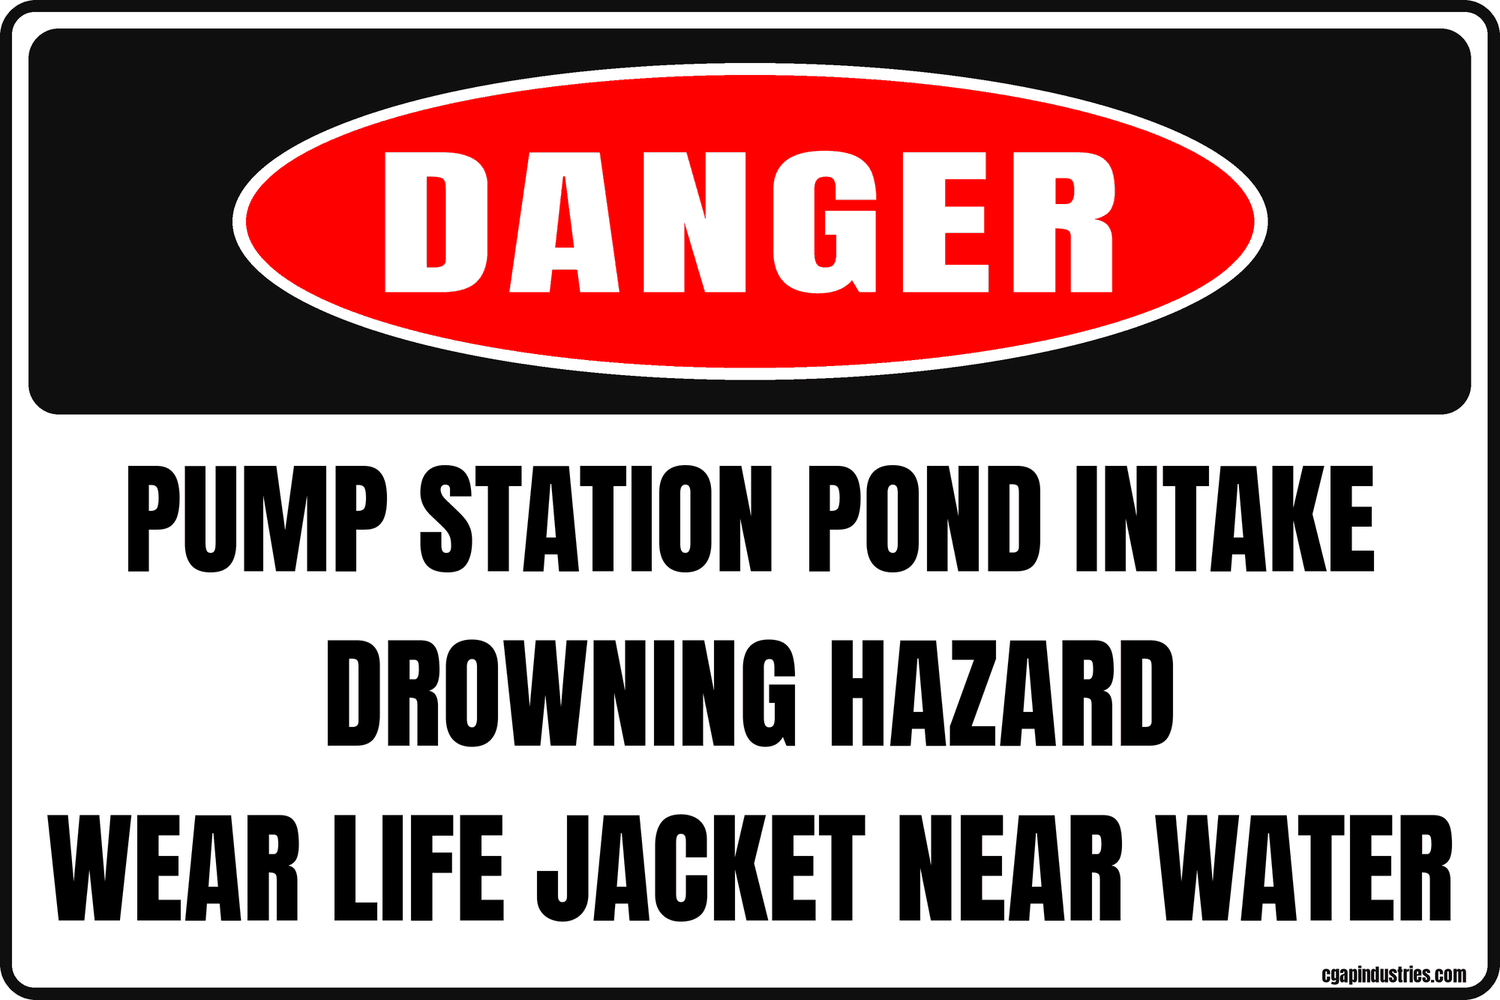 DANGER
PUMP STATION POND INTAKE
DROWNING HAZARD
WEAR LIFE JACKET NEAR WATER
cgapindustries.com